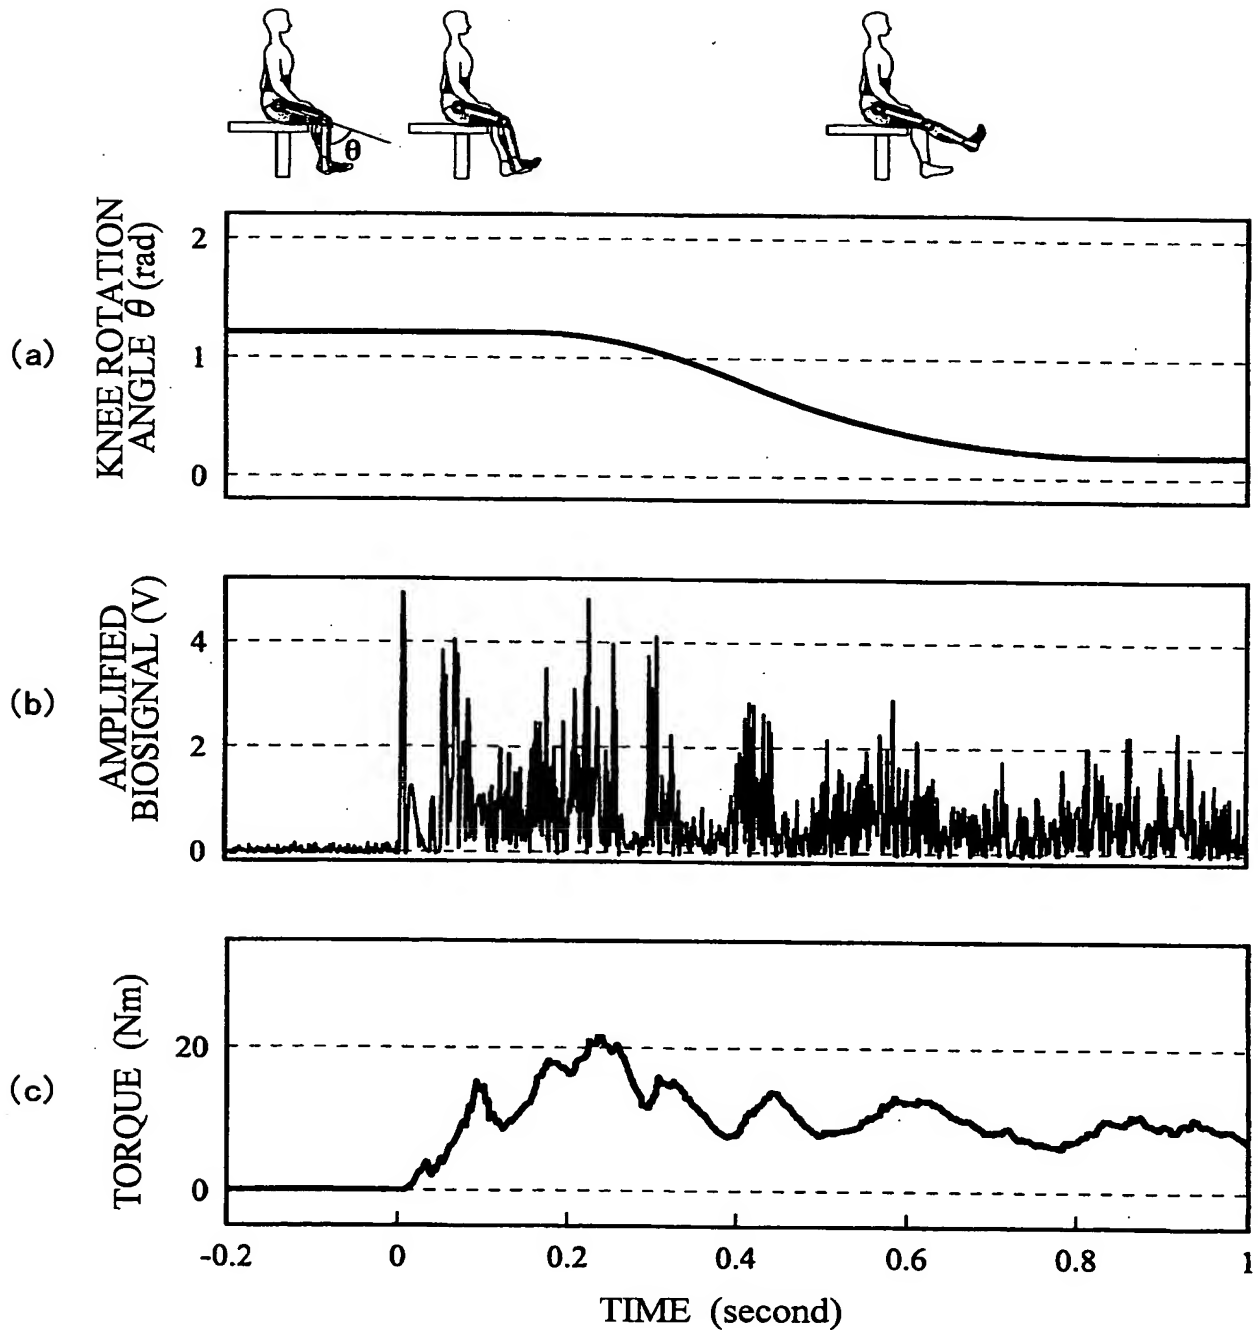 θ
(a)
KNEE ROTATION
ANGLE θ (rad)
2
1
0
(b)
AMPLIFIED
BIOSIGNAL (V)
4
2
0
(c)
TORQUE (Nm)
20
0
-0.2 0 0.2 0.4 0.6 0.8 1
TIME (second)